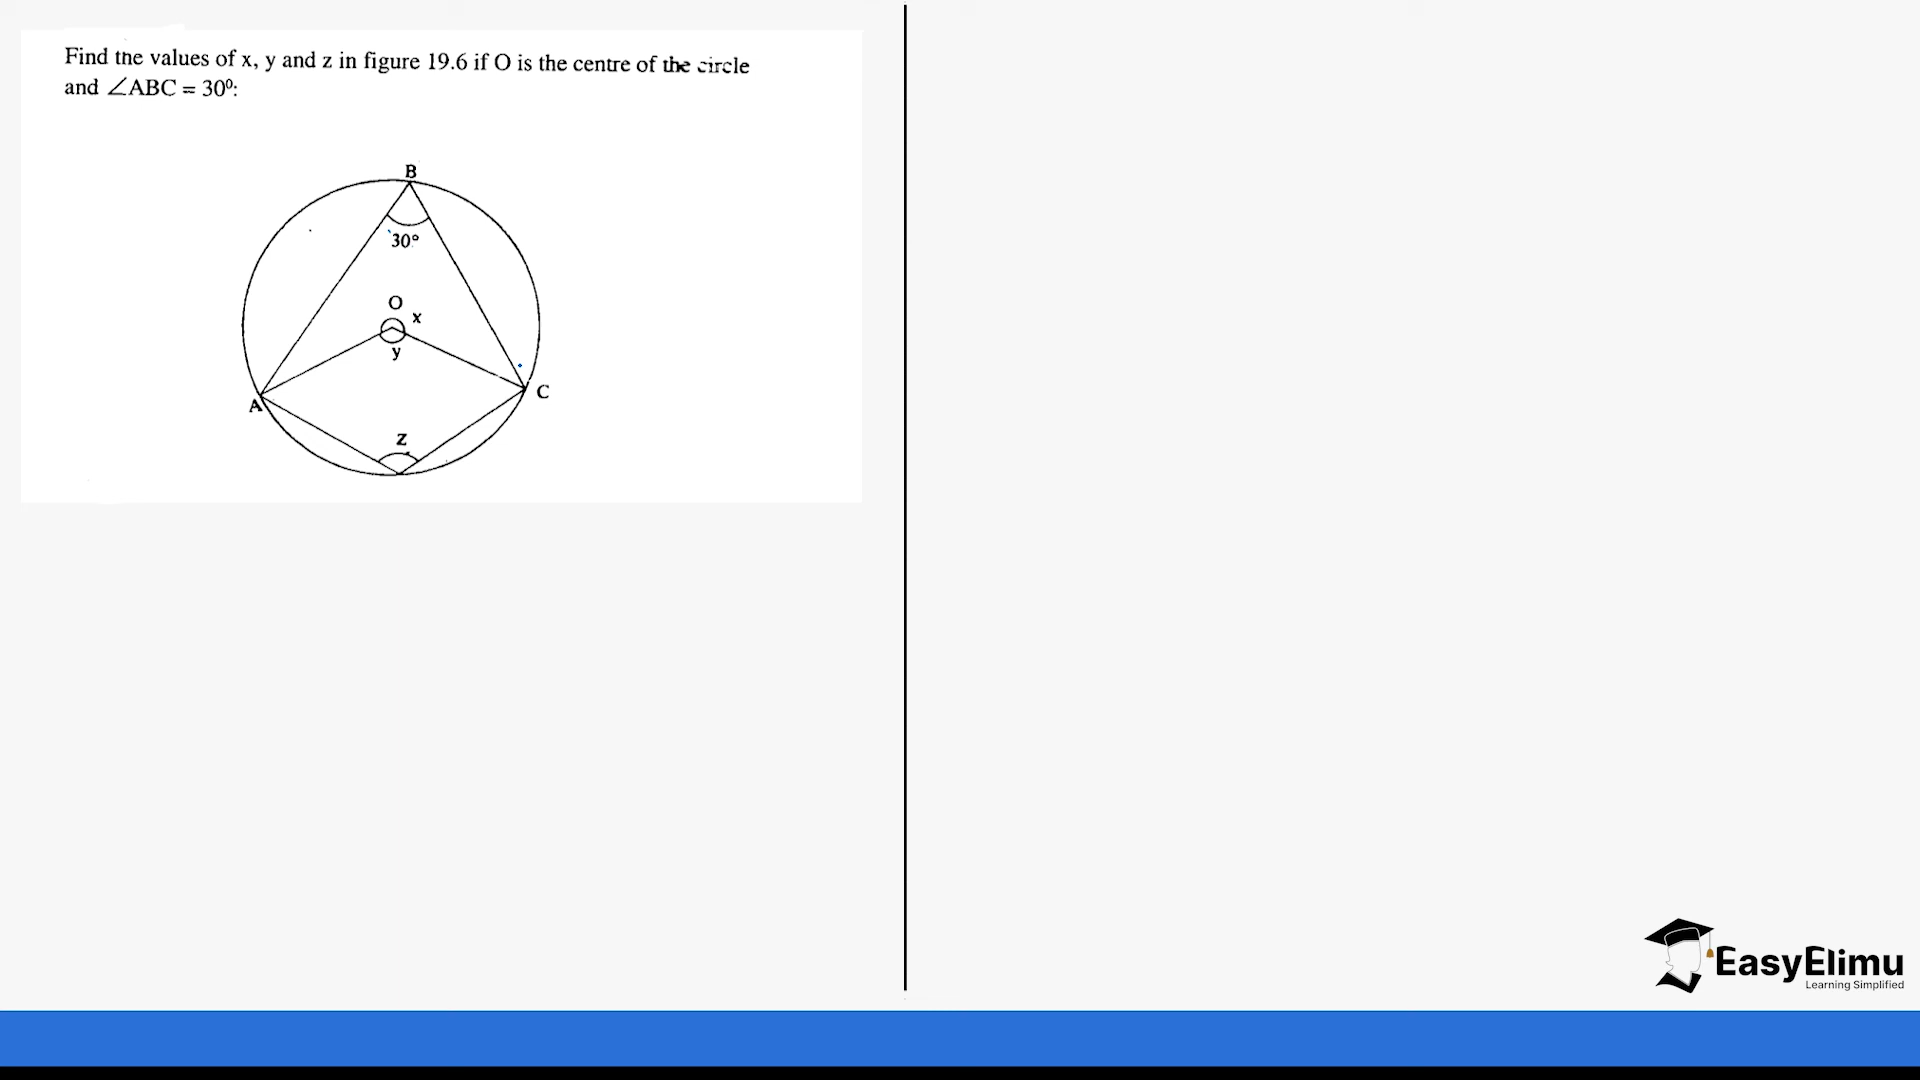 Find the values of x, y and z in figure 19.6 if O is the centre of the circle
and ∠ABC = 30⁰:
B
30°
O
x
y
A
C
z
EasyElimu
Learning Simplified